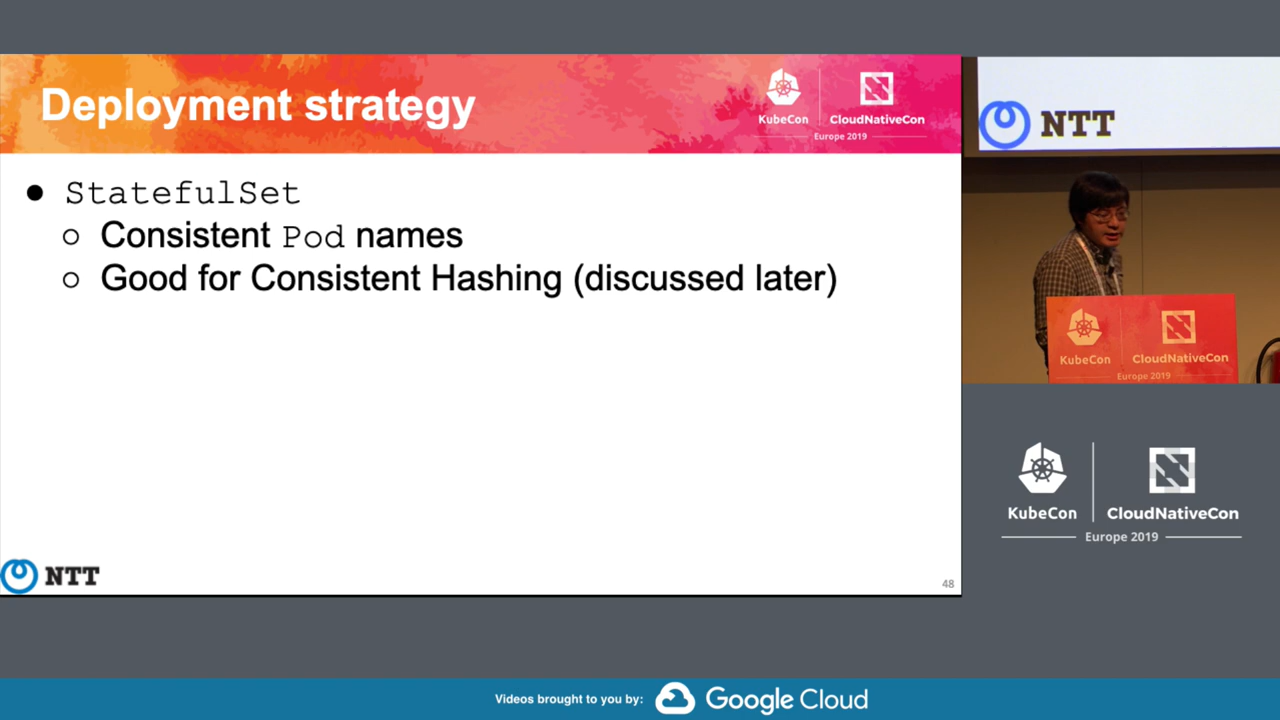 Deployment strategy
KubeCon
CloudNativeCon
Europe 2019
● StatefulSet
○ Consistent Pod names
○ Good for Consistent Hashing (discussed later)
NTT
48
NTT
KubeCon
CloudNativeCon
Europe 2019
KubeCon
CloudNativeCon
Europe 2019
Videos brought to you by:
Google Cloud